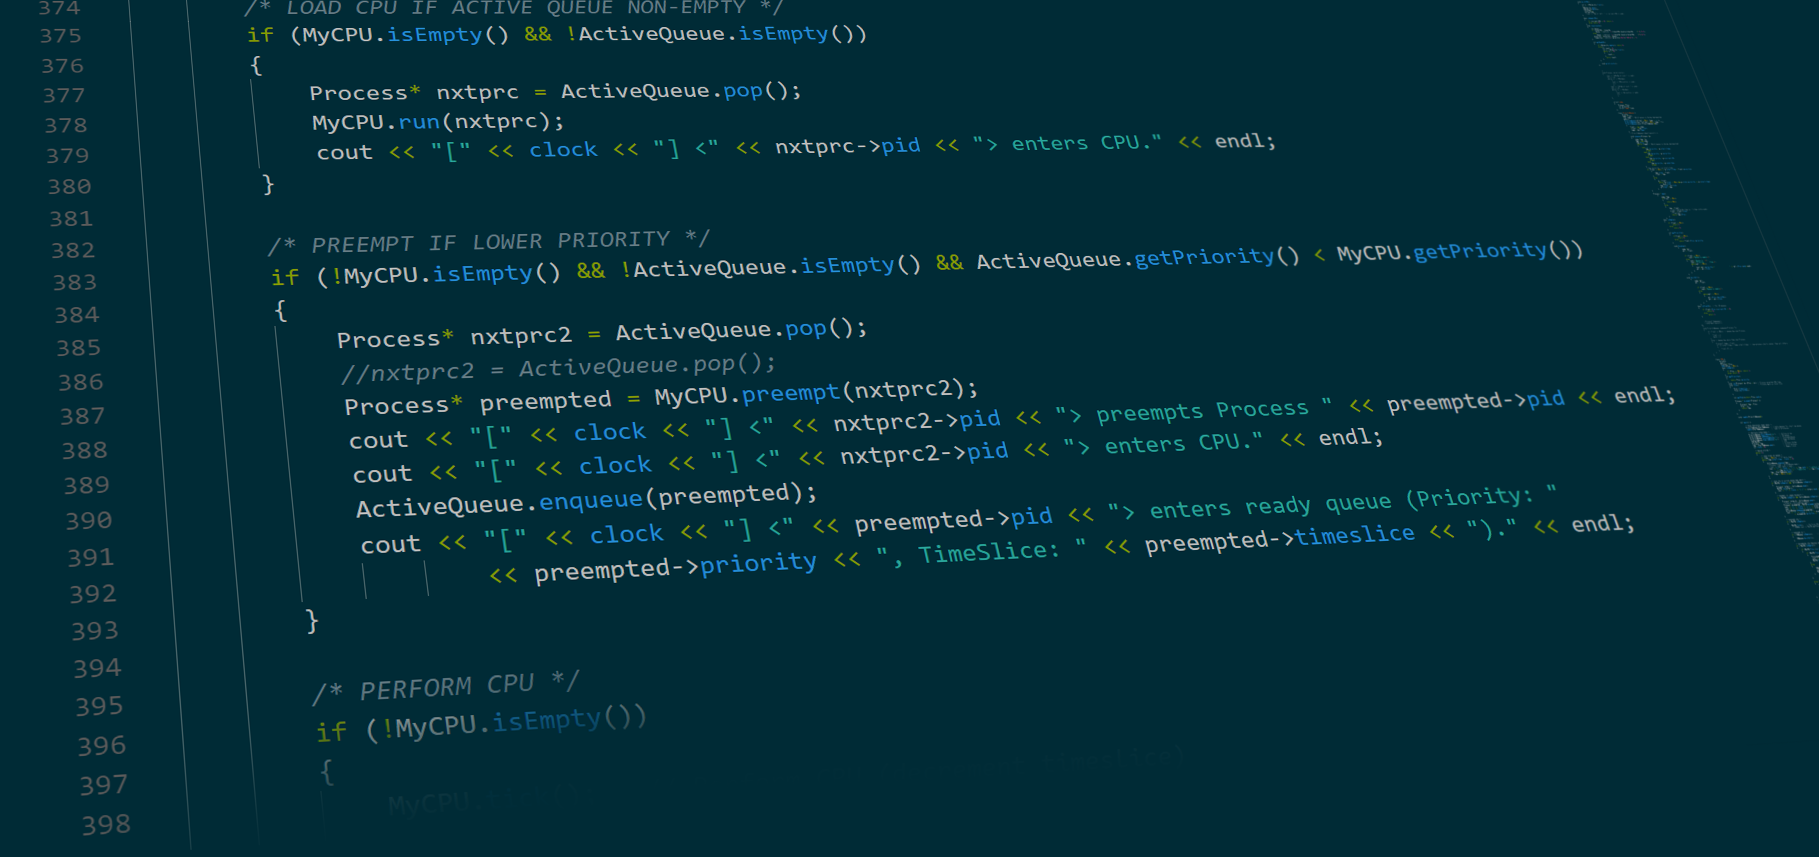 374 /* LOAD CPU IF ACTIVE QUEUE NON-EMPTY */
375 if (MyCPU.isEmpty() && !ActiveQueue.isEmpty())
376 {
377 Process* nxtprc = ActiveQueue.pop();
378 MyCPU.run(nxtprc);
379 cout << "[" << clock << "] <" << nxtprc->pid << "> enters CPU." << endl;
380 }
381
382 /* PREEMPT IF LOWER PRIORITY */
383 if (!MyCPU.isEmpty() && !ActiveQueue.isEmpty() && ActiveQueue.getPriority() < MyCPU.getPriority())
384 {
385 Process* nxtprc2 = ActiveQueue.pop();
386 //nxtprc2 = ActiveQueue.pop();
387 Process* preempted = MyCPU.preempt(nxtprc2);
388 cout << "[" << clock << "] <" << nxtprc2->pid << "> preempts Process " << preempted->pid << endl;
389 cout << "[" << clock << "] <" << nxtprc2->pid << "> enters CPU." << endl;
390 ActiveQueue.enqueue(preempted);
391 cout << "[" << clock << "] <" << preempted->pid << "> enters ready queue (Priority: "
392 << preempted->priority << ", TimeSlice: " << preempted->timeslice << ")." << endl;
393 }
394
395 /* PERFORM CPU */
396 if (!MyCPU.isEmpty())
397 {
398 MyCPU.